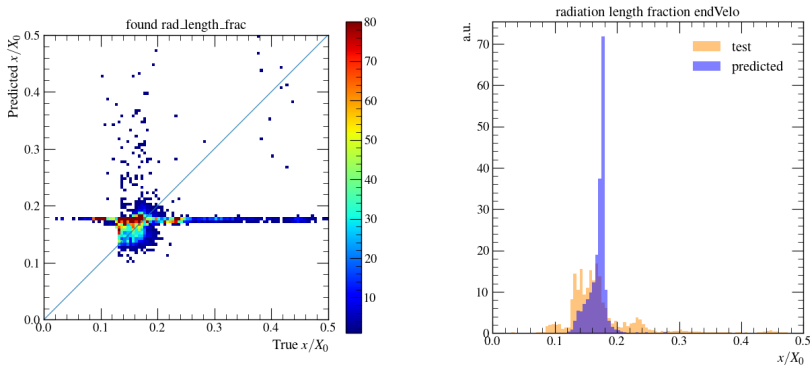 found rad_length_frac
Predicted x/X₀
0.5
0.4
0.3
0.2
0.1
0.0
0.0 0.1 0.2 0.3 0.4 0.5
True x/X₀
80
70
60
50
40
30
20
10
radiation length fraction endVelo
a.u.
70
60
50
40
30
20
10
0
0.0 0.1 0.2 0.3 0.4 0.5
x/X₀
test
predicted